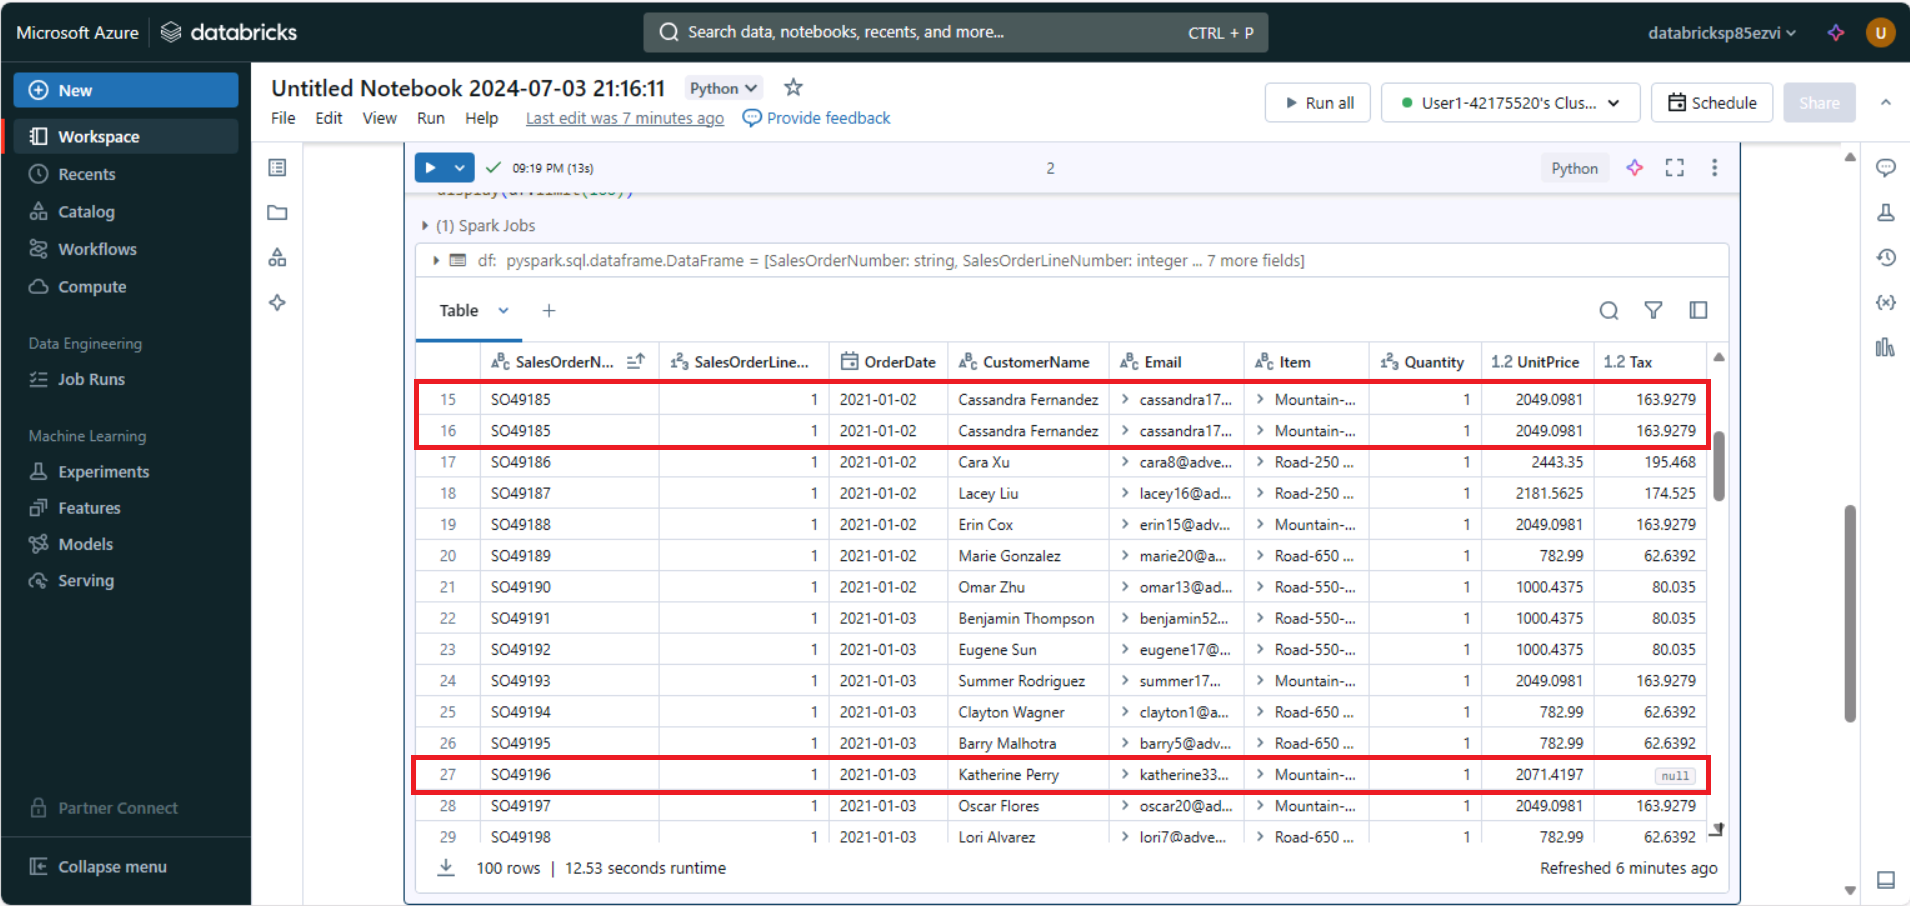 Microsoft Azure databricks Search data, notebooks, recents, and more... CTRL + P databricksp85ezvi U
New
Workspace
Recents
Catalog
Workflows
Compute
Data Engineering
Job Runs
Machine Learning
Experiments
Features
Models
Serving
Partner Connect
Collapse menu
Untitled Notebook 2024-07-03 21:16:11 Python
File Edit View Run Help Last edit was 7 minutes ago Provide feedback
Run all User1-42175520's Clus... Schedule Share
09:19 PM (13s) 2 Python
display(df.limit(100))
(1) Spark Jobs
df: pyspark.sql.dataframe.DataFrame = [SalesOrderNumber: string, SalesOrderLineNumber: integer ... 7 more fields]
Table +
ABC SalesOrderN... 123 SalesOrderLine... OrderDate ABC CustomerName ABC Email ABC Item 123 Quantity 1.2 UnitPrice 1.2 Tax
15 SO49185 1 2021-01-02 Cassandra Fernandez cassandra17... Mountain-... 1 2049.0981 163.9279
16 SO49185 1 2021-01-02 Cassandra Fernandez cassandra17... Mountain-... 1 2049.0981 163.9279
17 SO49186 1 2021-01-02 Cara Xu cara8@adve... Road-250 ... 1 2443.35 195.468
18 SO49187 1 2021-01-02 Lacey Liu lacey16@ad... Road-250 ... 1 2181.5625 174.525
19 SO49188 1 2021-01-02 Erin Cox erin15@adv... Mountain-... 1 2049.0981 163.9279
20 SO49189 1 2021-01-02 Marie Gonzalez marie20@a... Road-650 ... 1 782.99 62.6392
21 SO49190 1 2021-01-02 Omar Zhu omar13@ad... Road-550-... 1 1000.4375 80.035
22 SO49191 1 2021-01-03 Benjamin Thompson benjamin52... Road-550-... 1 1000.4375 80.035
23 SO49192 1 2021-01-03 Eugene Sun eugene17@... Road-550-... 1 1000.4375 80.035
24 SO49193 1 2021-01-03 Summer Rodriguez summer17... Mountain-... 1 2049.0981 163.9279
25 SO49194 1 2021-01-03 Clayton Wagner clayton1@a... Road-650 ... 1 782.99 62.6392
26 SO49195 1 2021-01-03 Barry Malhotra barry5@adv... Road-650 ... 1 782.99 62.6392
27 SO49196 1 2021-01-03 Katherine Perry katherine33... Mountain-... 1 2071.4197 null
28 SO49197 1 2021-01-03 Oscar Flores oscar20@ad... Mountain-... 1 2049.0981 163.9279
29 SO49198 1 2021-01-03 Lori Alvarez lori7@adve... Road-650 ... 1 782.99 62.6392
100 rows | 12.53 seconds runtime Refreshed 6 minutes ago